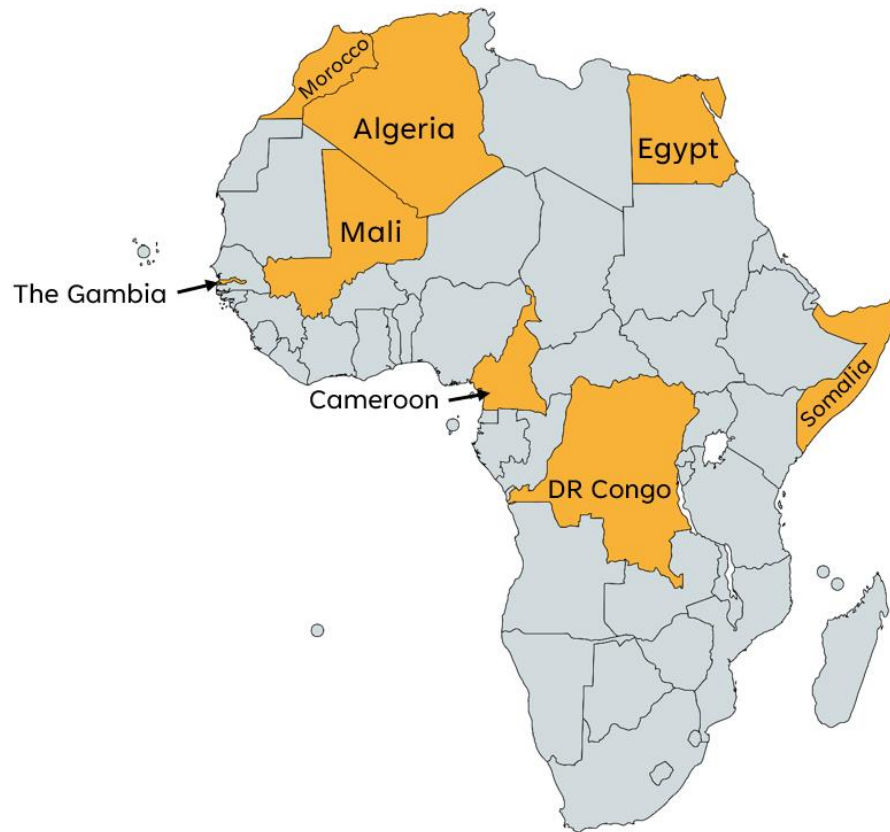 Morocco
Algeria
Egypt
Mali
The Gambia
Cameroon
Somalia
DR Congo